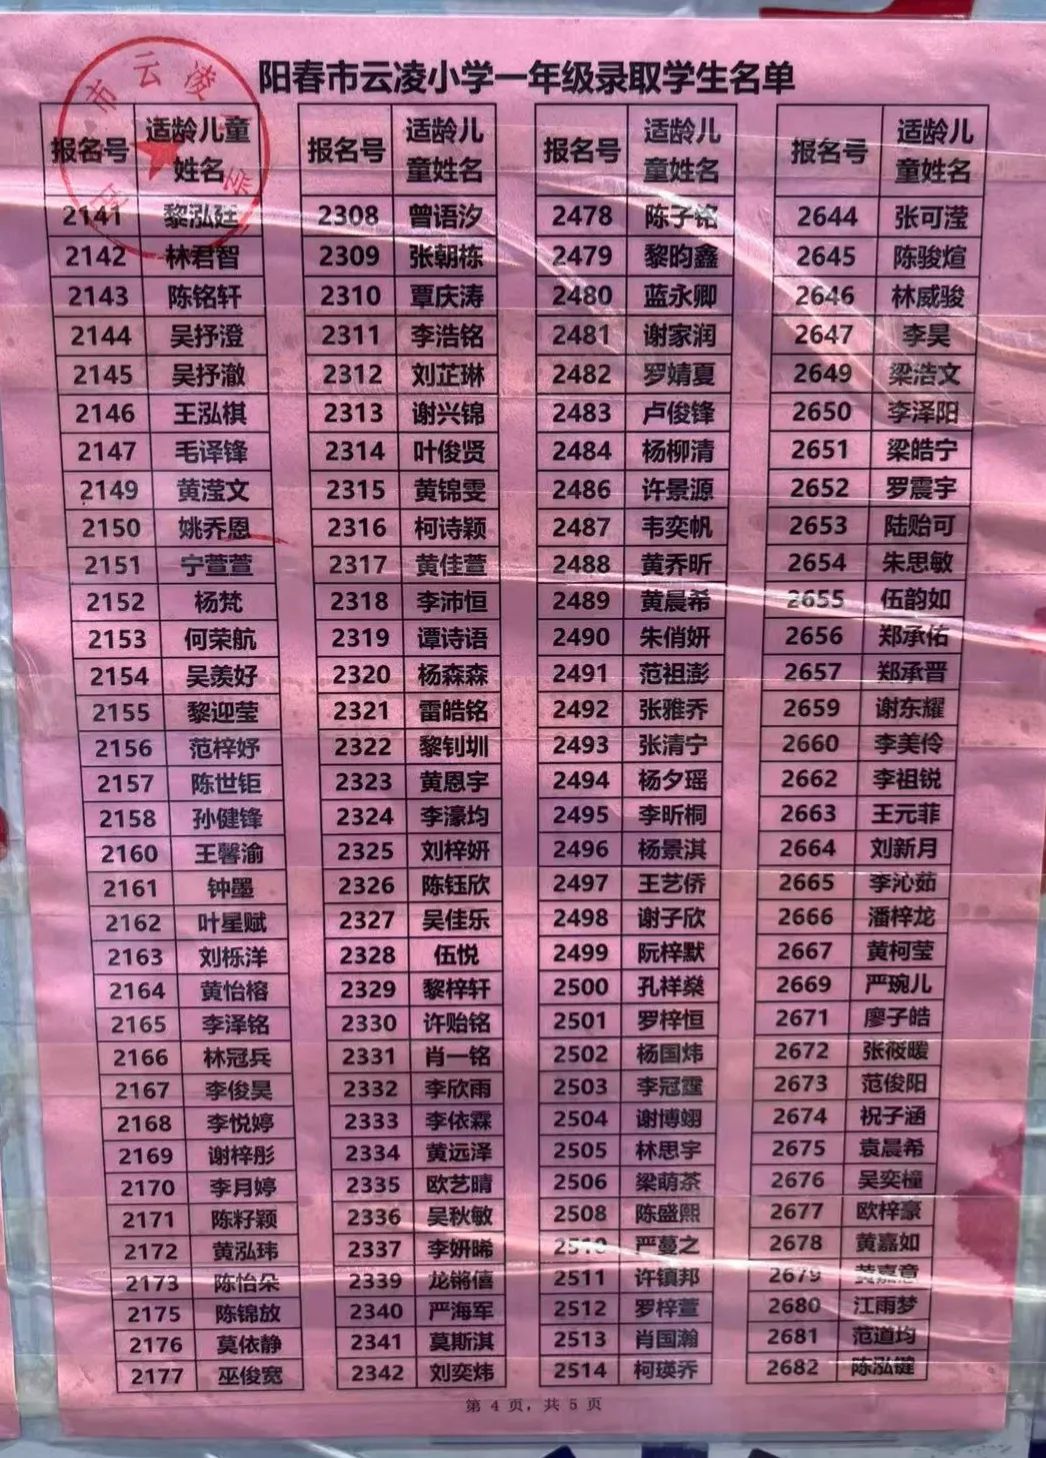 阳春市云凌小学一年级录取学生名单
市云凌
报名号 适龄儿童姓名 报名号 适龄儿童姓名 报名号 适龄儿童姓名 报名号 适龄儿童姓名
2141 黎泓廷 2308 曾语汐 2478 陈子铭 2644 张可滢
2142 林君智 2309 张朝栋 2479 黎昀鑫 2645 陈骏煊
2143 陈铭轩 2310 覃庆涛 2480 蓝永卿 2646 林威骏
2144 吴抒澄 2311 李浩铭 2481 谢家润 2647 李昊
2145 吴抒澈 2312 刘芷琳 2482 罗婧夏 2649 梁浩文
2146 王泓棋 2313 谢兴锦 2483 卢俊锋 2650 李泽阳
2147 毛译锋 2314 叶俊贤 2484 杨柳清 2651 梁皓宁
2149 黄滢文 2315 黄锦雯 2486 许景源 2652 罗震宇
2150 姚乔恩 2316 柯诗颖 2487 韦奕帆 2653 陆贻可
2151 宁萱萱 2317 黄佳萱 2488 黄乔昕 2654 朱思敏
2152 杨梵 2318 李沛恒 2489 黄晨希 2655 伍韵如
2153 何荣航 2319 谭诗语 2490 朱俏妍 2656 郑承佑
2154 吴羡好 2320 杨森森 2491 范祖澎 2657 郑承晋
2155 黎迎莹 2321 雷皓铭 2492 张雅乔 2659 谢东耀
2156 范梓妤 2322 黎钊圳 2493 张清宁 2660 李美伶
2157 陈世钜 2323 黄恩宇 2494 杨夕瑶 2662 李祖锐
2158 孙健锋 2324 李濠均 2495 李昕桐 2663 王元菲
2160 王馨渝 2325 刘梓妍 2496 杨景淇 2664 刘新月
2161 钟墨 2326 陈钰欣 2497 王艺侨 2665 李沁茹
2162 叶星赋 2327 吴佳乐 2498 谢子欣 2666 潘梓龙
2163 刘栎洋 2328 伍悦 2499 阮梓默 2667 黄柯莹
2164 黄怡榕 2329 黎梓轩 2500 孔祥燊 2669 严琬儿
2165 李泽铭 2330 许贻铭 2501 罗梓恒 2671 廖子皓
2166 林冠兵 2331 肖一铭 2502 杨国炜 2672 张筱暖
2167 李俊昊 2332 李欣雨 2503 李冠霆 2673 范俊阳
2168 李悦婷 2333 李依霖 2504 谢博翊 2674 祝子涵
2169 谢梓彤 2334 黄远泽 2505 林思宇 2675 袁晨希
2170 李月婷 2335 欧艺晴 2506 梁萌茶 2676 吴奕橦
2171 陈籽颖 2336 吴秋敏 2508 陈盛熙 2677 欧梓豪
2172 黄泓玮 2337 李妍晞 2510 严蔓之 2678 黄嘉如
2173 陈怡朵 2339 龙锵僖 2511 许镇邦 2679 黄嘉意
2175 陈锦放 2340 严海军 2512 罗梓萱 2680 江雨梦
2176 莫依静 2341 莫斯淇 2513 肖国瀚 2681 范道均
2177 巫俊宽 2342 刘奕炜 2514 柯瑛乔 2682 陈泓键
第 4 页，共 5 页